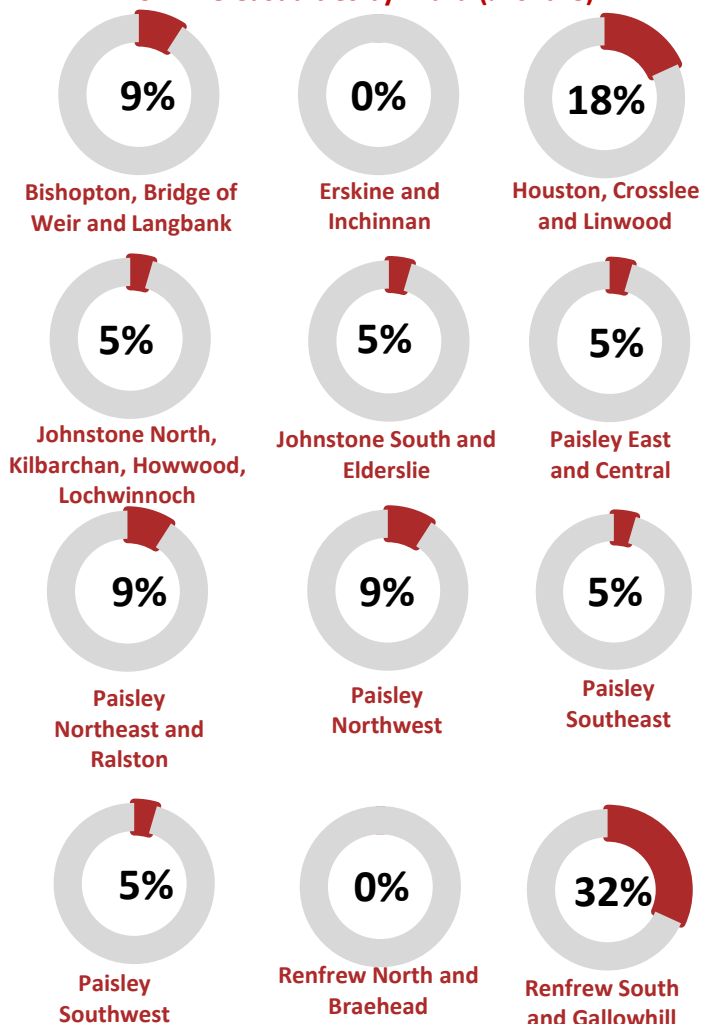 9%
0%
18%
Bishopton, Bridge of
Weir and Langbank
Erskine and
Inchinnan
Houston, Crosslee
and Linwood
5%
5%
5%
Johnstone North,
Kilbarchan, Howwood,
Lochwinnoch
Johnstone South and
Elderslie
Paisley East
and Central
9%
9%
5%
Paisley
Northeast and
Ralston
Paisley
Northwest
Paisley
Southeast
5%
0%
32%
Paisley
Southwest
Renfrew North and
Braehead
Renfrew South
and Gallowhill